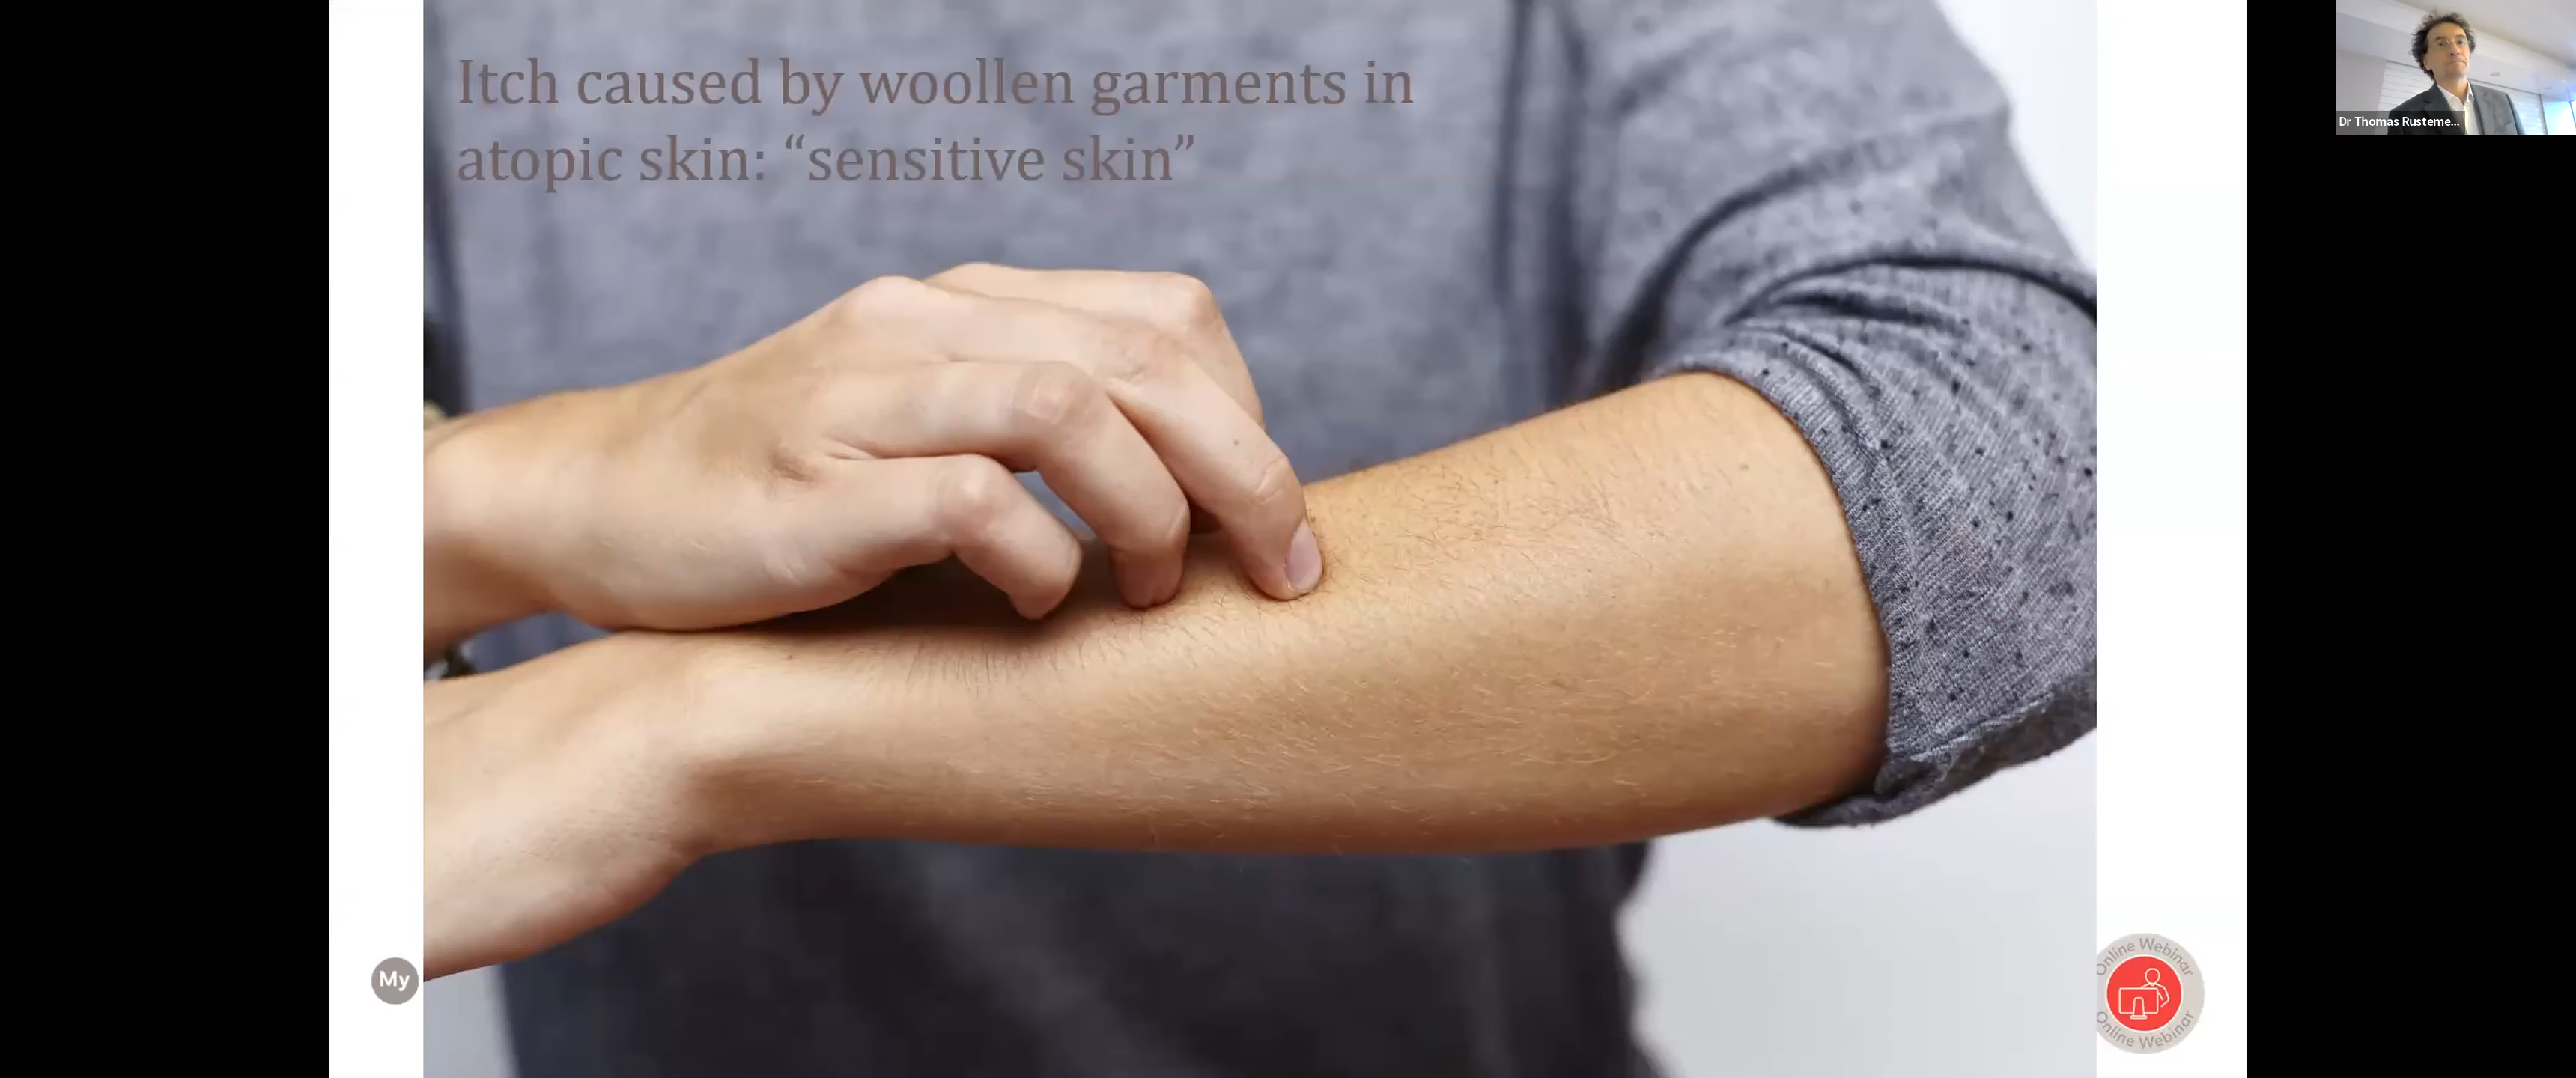 Itch caused by woollen garments in
atopic skin: “sensitive skin”
Dr Thomas Rusteme...
My
Online Webinar
Online Webinar